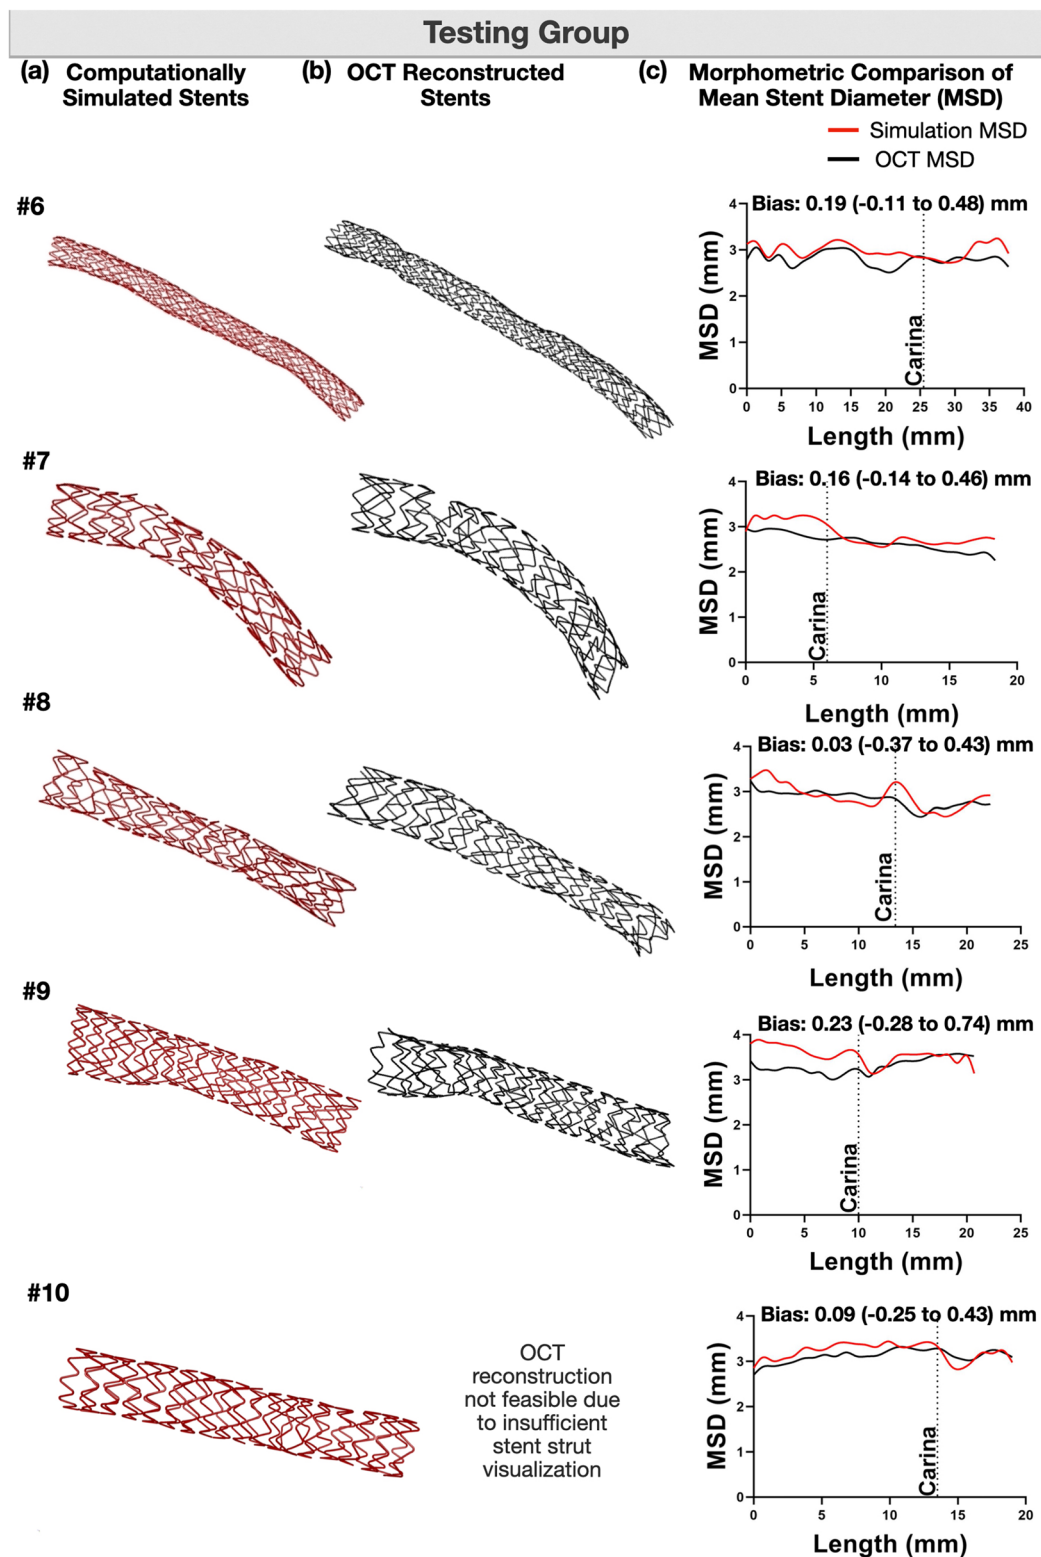 Testing Group
(a) Computationally
Simulated Stents
(b) OCT Reconstructed
Stents
(c) Morphometric Comparison of
Mean Stent Diameter (MSD)
Simulation MSD
OCT MSD
#6
Bias: 0.19 (-0.11 to 0.48) mm
MSD (mm)
4
3
2
1
0
Carina
0 5 10 15 20 25 30 35 40
Length (mm)
#7
Bias: 0.16 (-0.14 to 0.46) mm
MSD (mm)
4
3
2
1
0
Carina
0 5 10 15 20
Length (mm)
#8
Bias: 0.03 (-0.37 to 0.43) mm
MSD (mm)
4
3
2
1
0
Carina
0 5 10 15 20 25
Length (mm)
#9
Bias: 0.23 (-0.28 to 0.74) mm
MSD (mm)
4
3
2
1
0
Carina
0 5 10 15 20 25
Length (mm)
#10
OCT
reconstruction
not feasible due
to insufficient
stent strut
visualization
Bias: 0.09 (-0.25 to 0.43) mm
MSD (mm)
4
3
2
1
0
Carina
0 5 10 15 20
Length (mm)